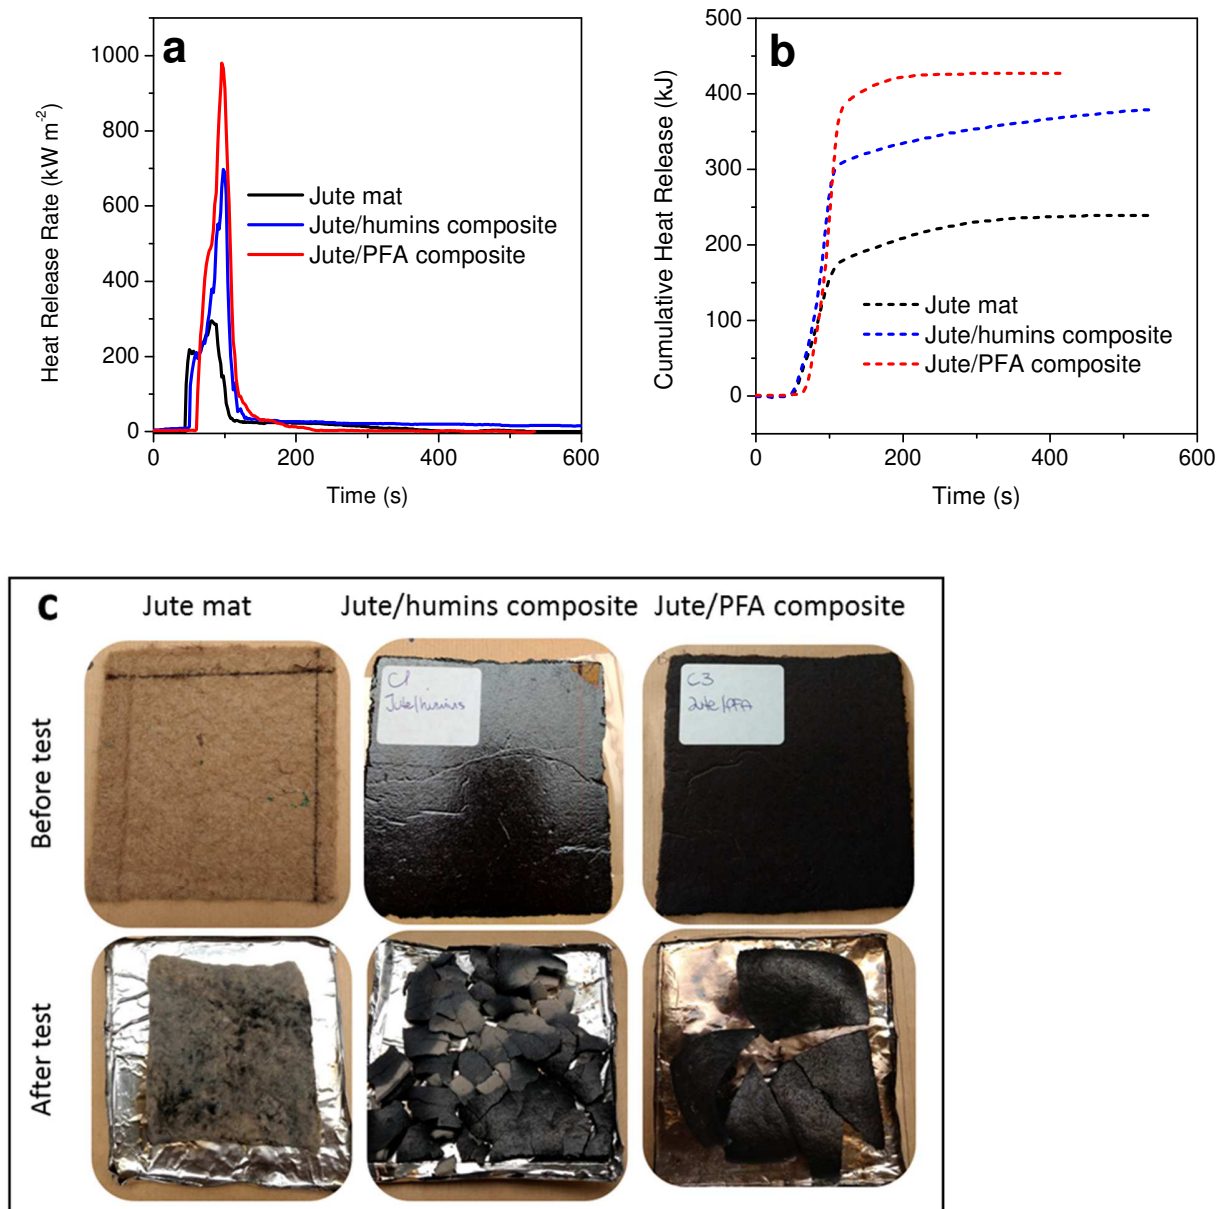 a
1000
800
600
400
200
0
0
200
400
600
Heat Release Rate (kW m⁻²)
Time (s)
Jute mat
Jute/humins composite
Jute/PFA composite
b
500
400
300
200
100
0
0
200
400
600
Cumulative Heat Release (kJ)
Time (s)
Jute mat
Jute/humins composite
Jute/PFA composite
c
Jute mat
Jute/humins composite
Jute/PFA composite
Before test
C1
Jute/humins
C3
Jute/PFA
After test